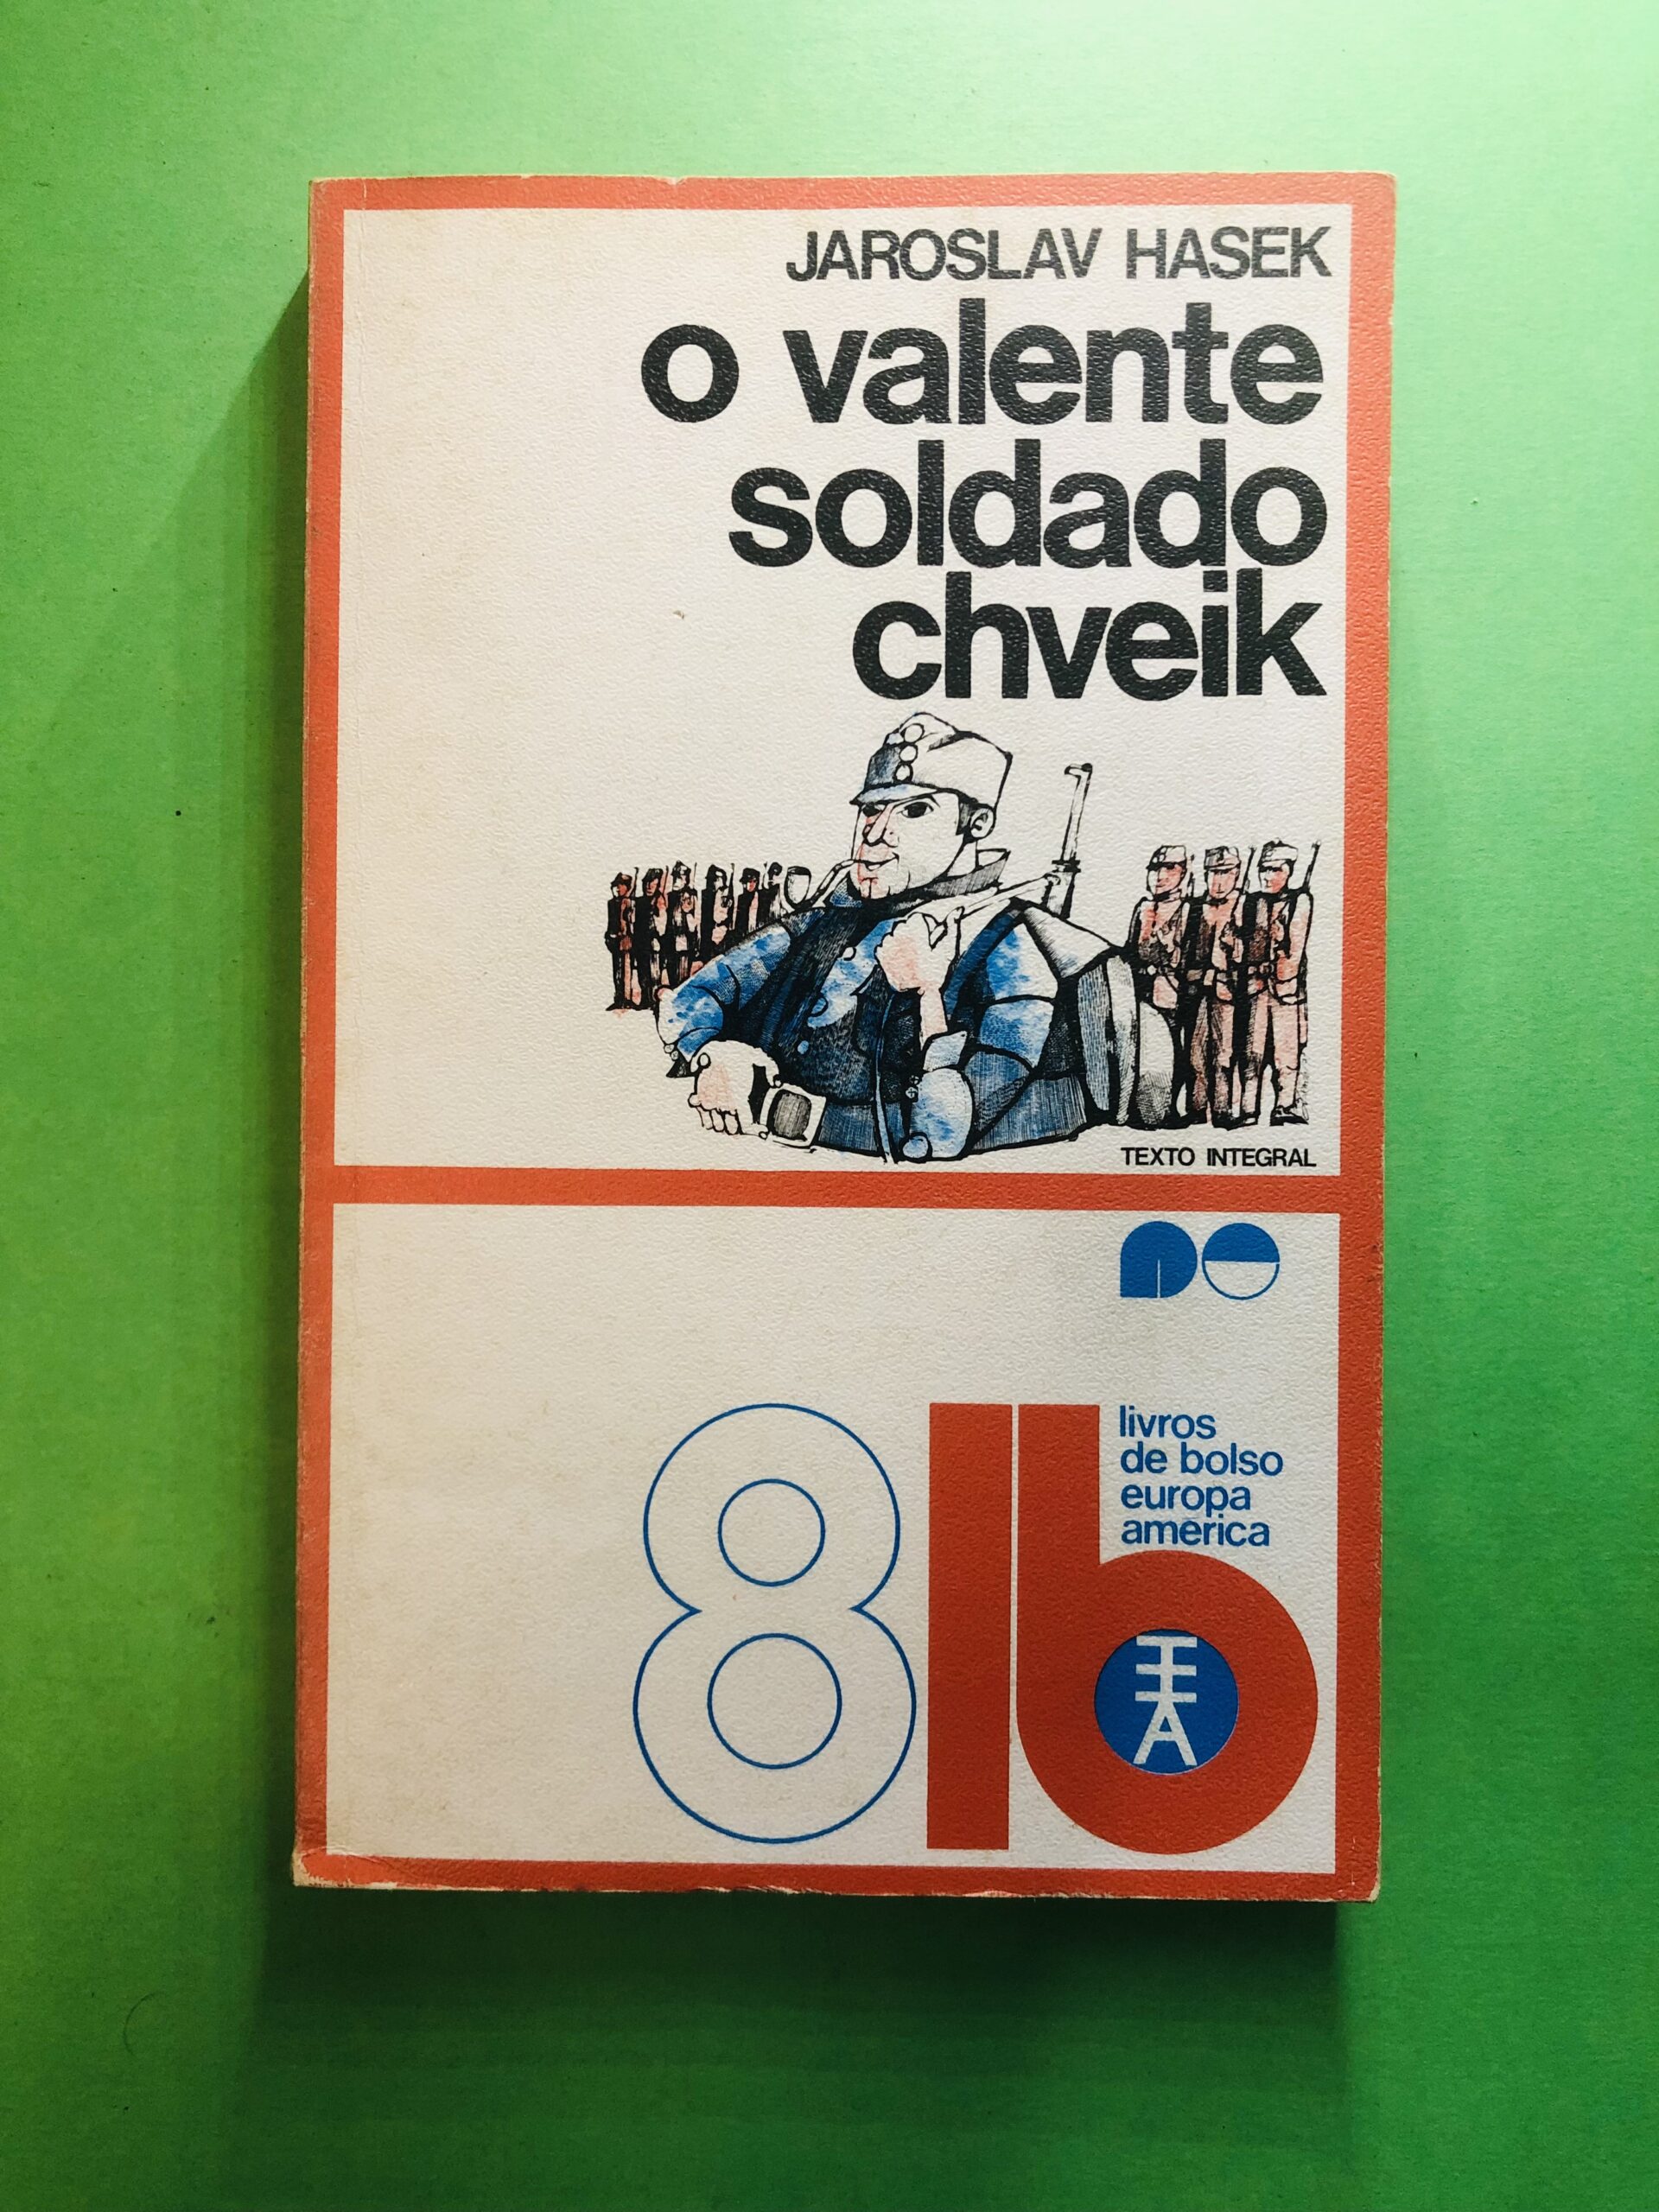 JAROSLAV HASEK
o valente
soldado
chveik
TEXTO INTEGRAL
8 lb
livros
de bolso
europa
america